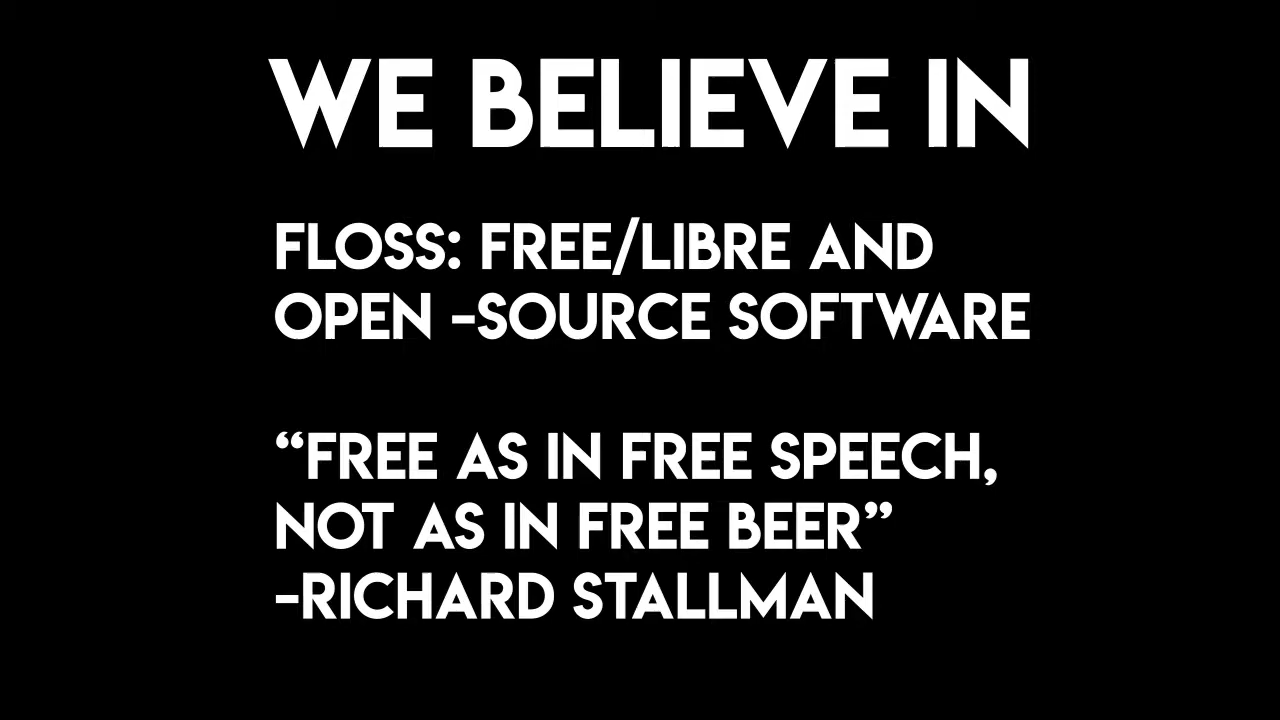 WE BELIEVE IN
FLOSS: FREE/LIBRE AND
OPEN -SOURCE SOFTWARE
“FREE AS IN FREE SPEECH,
NOT AS IN FREE BEER”
-RICHARD STALLMAN